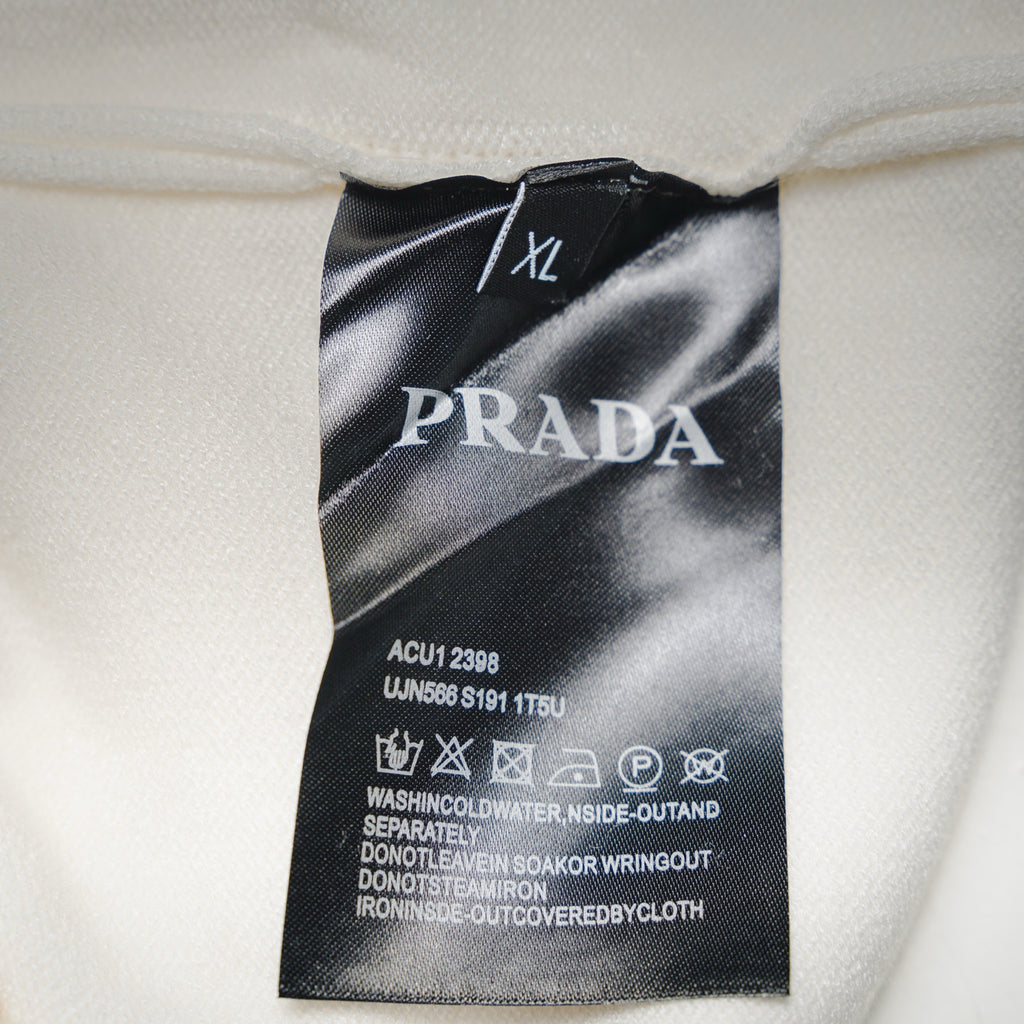 XL
PRADA
ACU1 2398
UJN566 S191 1T5U
P
W
WASHINCOLDWATER,NSIDE-OUTAND
SEPARATELY
DONOTLEAVEIN SOAKOR WRINGOUT
DONOTSTEAMIRON
IRONINSDE-OUTCOVEREDBYCLOTH